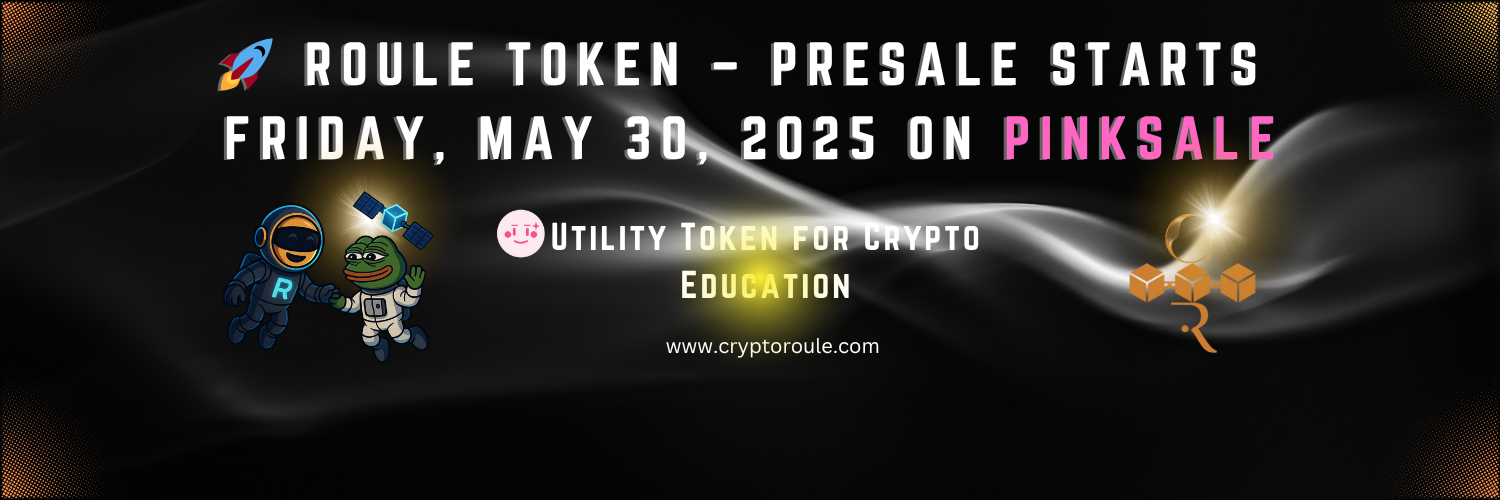 🚀 ROULE TOKEN – PRESALE STARTS
FRIDAY, MAY 30, 2025 ON PINKSALE
Utility Token for Crypto
Education
www.cryptoroule.com
R
C
R